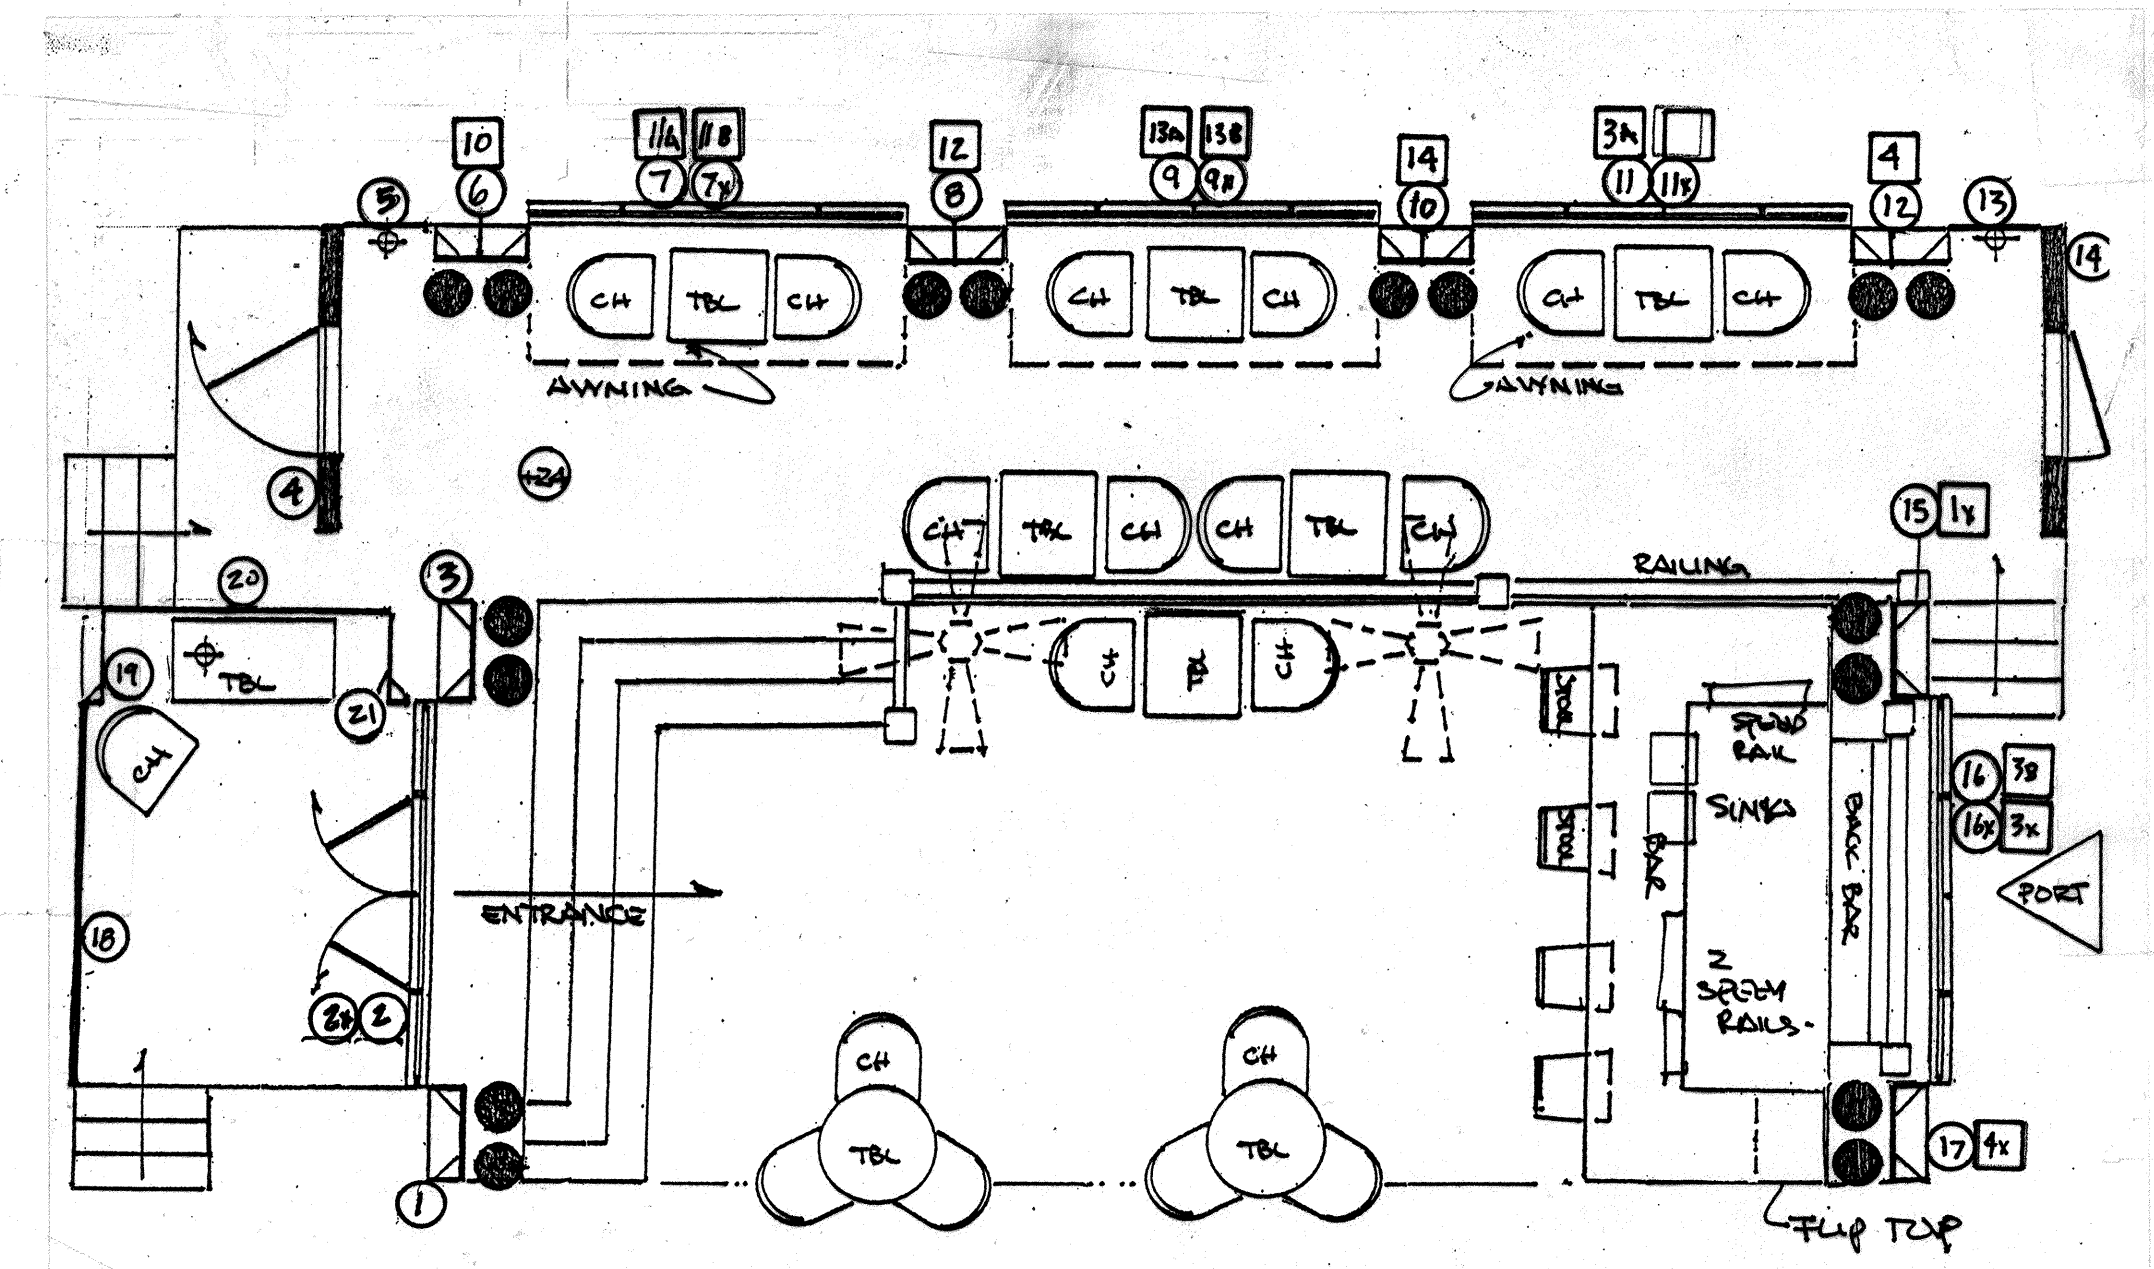 10
11A 11B
12
13A 13B
14
3A
4
5
6
7 7x
8
9 9x
10
11 11x
12
13
14
CH TBL CH
CH TBL CH
CH TBL CH
AWNING
AWNING
+24
4
CH TBL CH CH TBL CH
15 1x
RAILING
20
3
19
TBL
21
CH TBL CH
STOOL
SPEED
RAIL
CH
16 3B
16x 3x
SINKS
STOOL
BAR
BACK BAR
PORT
ENTRANCE
18
2x 2
2
SPEED
RAILS
CH
CH
TBL
TBL
17 4x
1
FLIP TOP